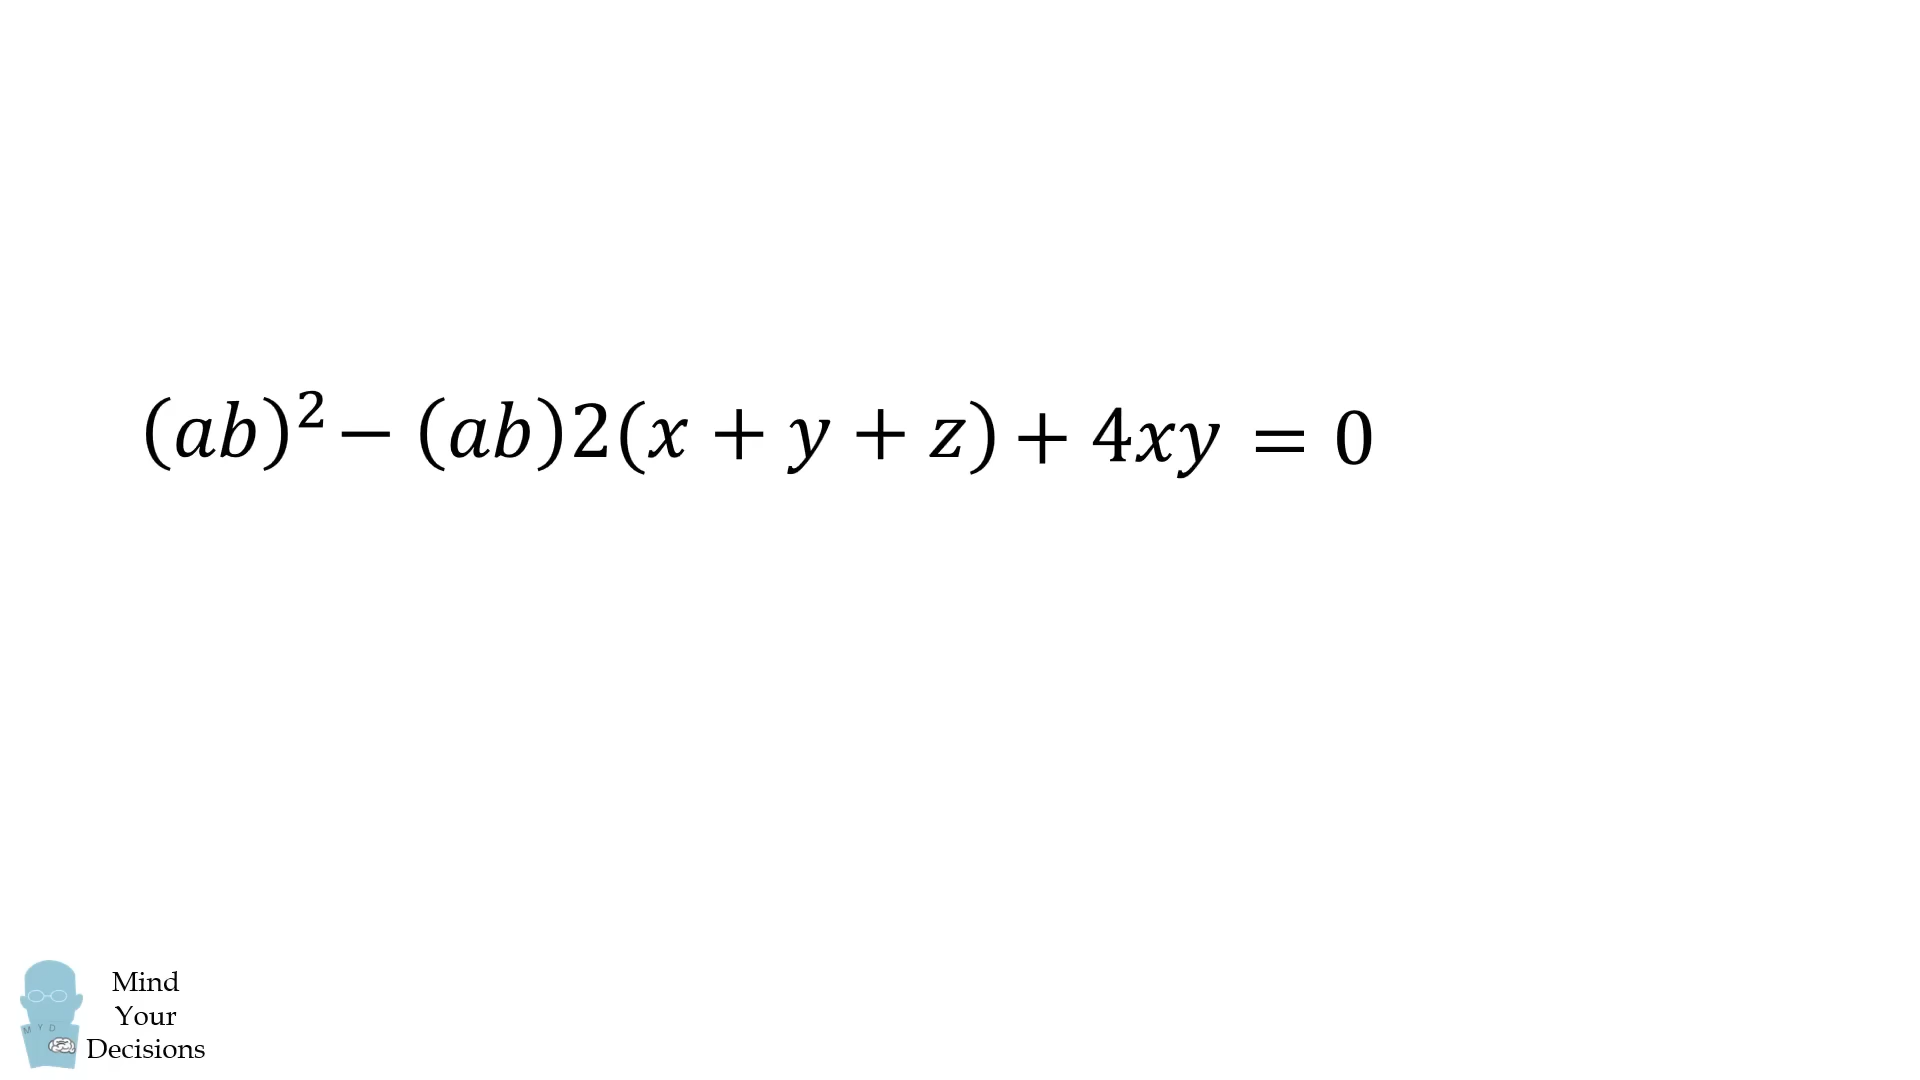 (ab)² − (ab)2(x + y + z) + 4xy = 0
M Y D
Mind
Your
Decisions